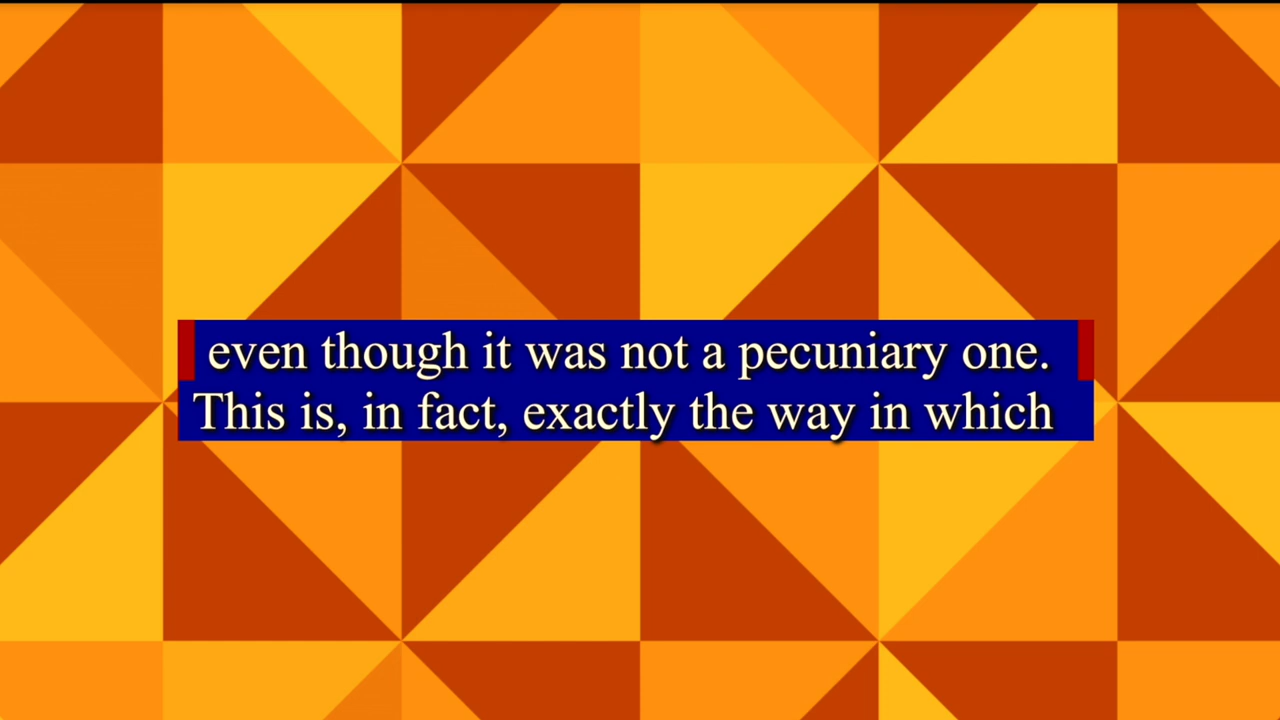 even though it was not a pecuniary one.
This is, in fact, exactly the way in which